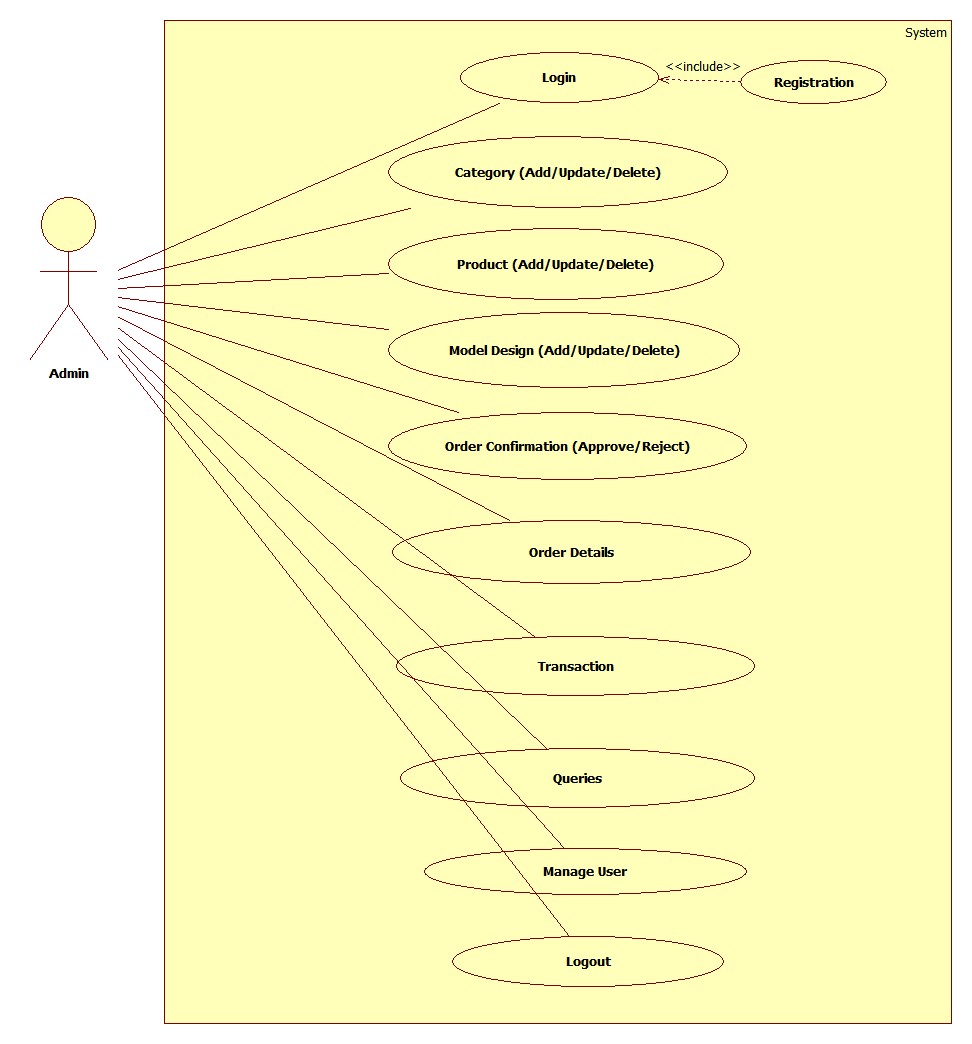 System
Login
<<include>>
Registration
Category (Add/Update/Delete)
Product (Add/Update/Delete)
Model Design (Add/Update/Delete)
Admin
Order Confirmation (Approve/Reject)
Order Details
Transaction
Queries
Manage User
Logout